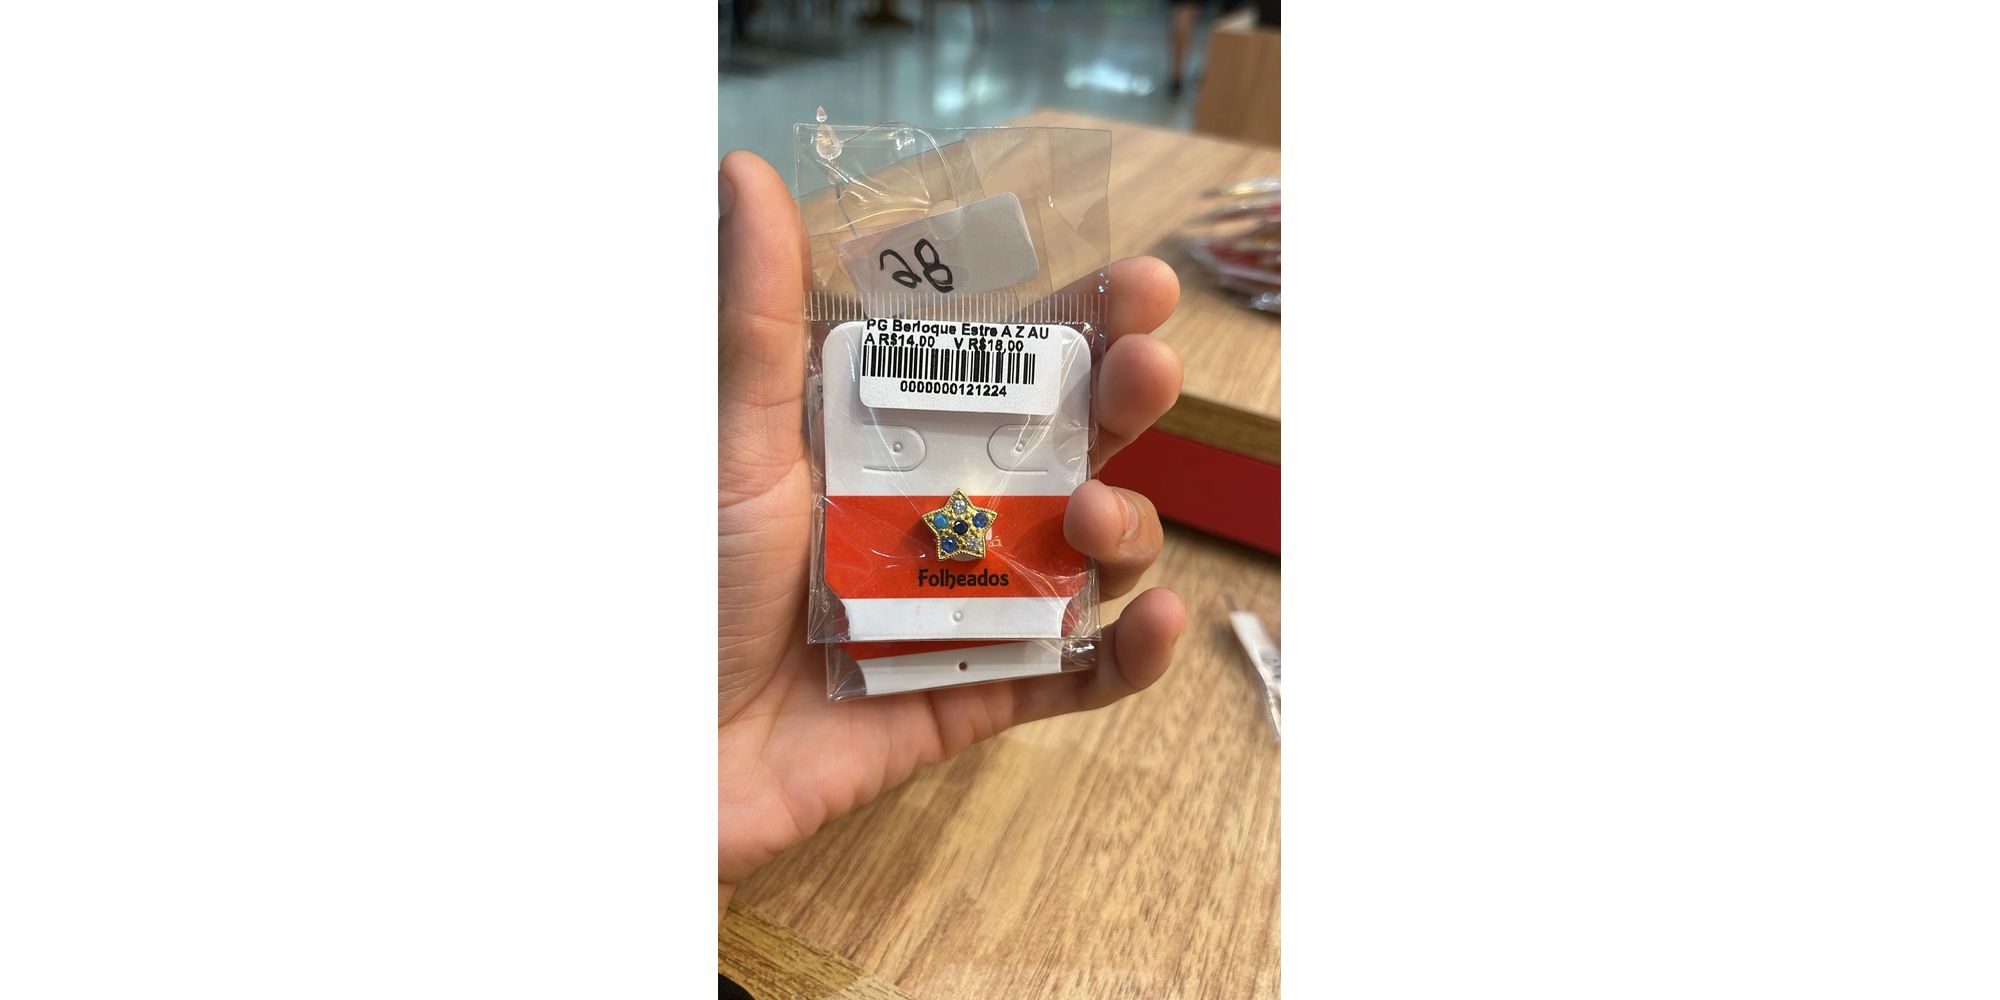 28
PG Berloque Estre A Z AU
A R$14,00 V R$18,00
0000000121224
Folheados